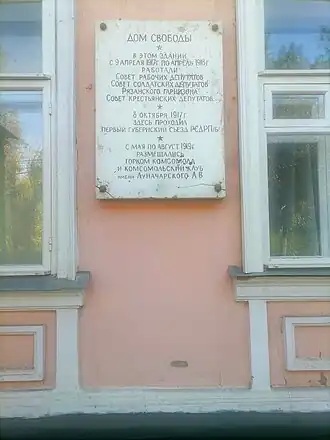 ДОМ СВОБОДЫ
В ЭТОМ ЗДАНИИ
С 9 АПРЕЛЯ 1917Г. ПО АПРЕЛЬ 1918Г.
РАБОТАЛИ
СОВЕТ РАБОЧИХ ДЕПУТАТОВ
СОВЕТ СОЛДАТСКИХ ДЕПУТАТОВ
РЯЗАНСКОГО ГАРНИЗОНА
СОВЕТ КРЕСТЬЯНСКИХ ДЕПУТАТОВ
8 ОКТЯБРЯ 1917Г.
ЗДЕСЬ ПРОХОДИЛ
ПЕРВЫЙ ГУБЕРНСКИЙ СЪЕЗД РСДРП(б)
С МАЯ ПО АВГУСТ
РАЗМЕЩАЛИСЬ
ГОРКОМ КОМСОМОЛА
И КОМСОМОЛЬСКИЙ КЛУБ
ИМЕНИ ЛУНАЧАРСКОГО А.В.